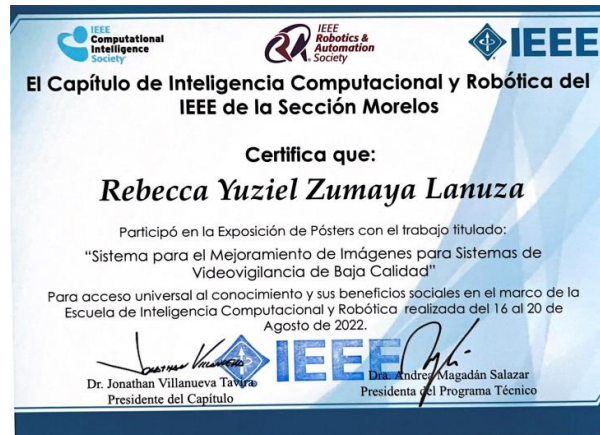 IEEE
Computational
Intelligence
Society
IEEE
Robotics &
Automation
Society
IEEE
El Capítulo de Inteligencia Computacional y Robótica del
IEEE de la Sección Morelos
Certifica que:
Rebecca Yuziel Zumaya Lanuza
Participó en la Exposición de Pósters con el trabajo titulado:
“Sistema para el Mejoramiento de Imágenes para Sistemas de
Videovigilancia de Baja Calidad”
Para acceso universal al conocimiento y sus beneficios sociales en el marco de la
Escuela de Inteligencia Computacional y Robótica realizada del 16 al 20 de
Agosto de 2022.
IEEE
Dr. Jonathan Villanueva Tavira
Presidente del Capítulo
Dra. Andrea Magadán Salazar
Presidenta del Programa Técnico